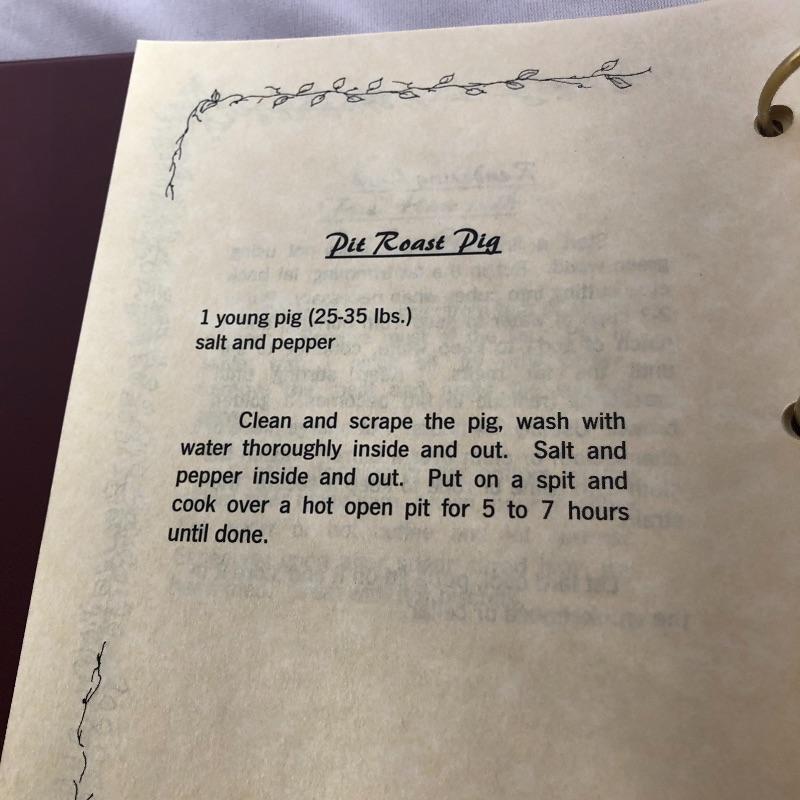 Pit Roast Pig
1 young pig (25-35 lbs.)
salt and pepper
Clean and scrape the pig, wash with
water thoroughly inside and out. Salt and
pepper inside and out. Put on a spit and
cook over a hot open pit for 5 to 7 hours
until done.